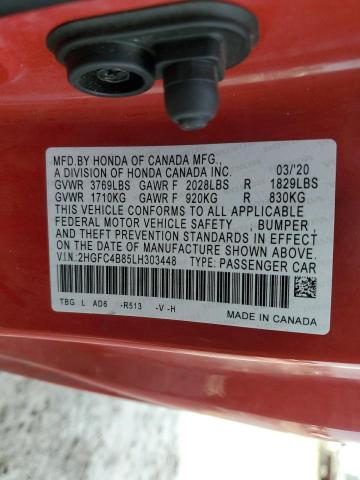 MFD.BY HONDA OF CANADA MFG.,
A DIVISION OF HONDA CANADA INC. 03/'20
GVWR 3769LBS GAWR F 2028LBS R 1829LBS
GVWR 1710KG GAWR F 920KG R 830KG
THIS VEHICLE CONFORMS TO ALL APPLICABLE
FEDERAL MOTOR VEHICLE SAFETY , BUMPER ,
AND THEFT PREVENTION STANDARDS IN EFFECT ON
THE DATE OF MANUFACTURE SHOWN ABOVE.
V.I.N.:2HGFC4B85LH303448 TYPE: PASSENGER CAR
TBG L AD6 -R513 -V -H
MADE IN CANADA